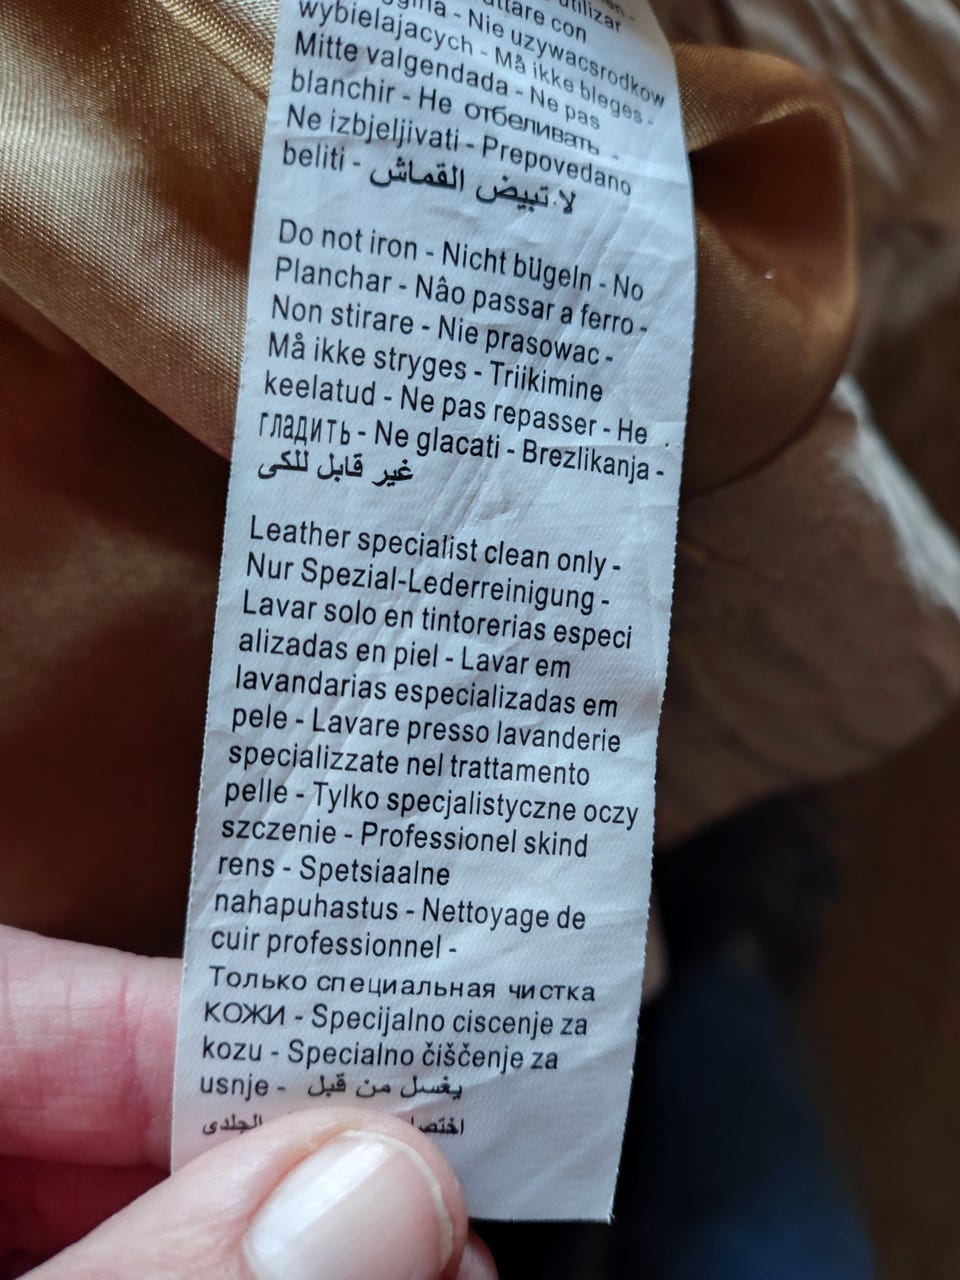 utilizar
con
- Nie uzywacsrodkow
wybielajacych - Må ikke bleges -
Mitte valgendada - Ne pas
blanchir - Не отбеливать -
Ne izbjeljivati - Prepovedano
beliti - لا تبيض القماش
Do not iron - Nicht bügeln - No
Planchar - Nâo passar a ferro -
Non stirare - Nie prasowac -
Må ikke stryges - Triikimine
keelatud - Ne pas repasser - Не
гладить - Ne glacati - Brezlikanja -
غير قابل للكى
Leather specialist clean only -
Nur Spezial-Lederreinigung -
Lavar solo en tintorerias especi
alizadas en piel - Lavar em
lavandarias especializadas em
pele - Lavare presso lavanderie
specializzate nel trattamento
pelle - Tylko specjalistyczne oczy
szczenie - Professionel skind
rens - Spetsiaalne
nahapuhastus - Nettoyage de
cuir professionnel -
Только специальная чистка
кожи - Specijalno ciscenje za
kozu - Specialno čiščenje za
usnje - يغسل من قبل
الجلدى